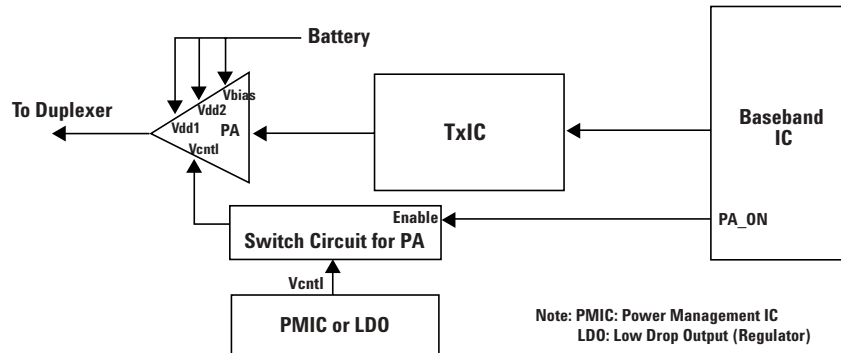 Battery
To Duplexer
Vbias
Vdd2
Vdd1
PA
Vcntl
TxIC
Baseband
IC
Enable
PA_ON
Switch Circuit for PA
Vcntl
PMIC or LDO
Note: PMIC: Power Management IC
LDO: Low Drop Output (Regulator)